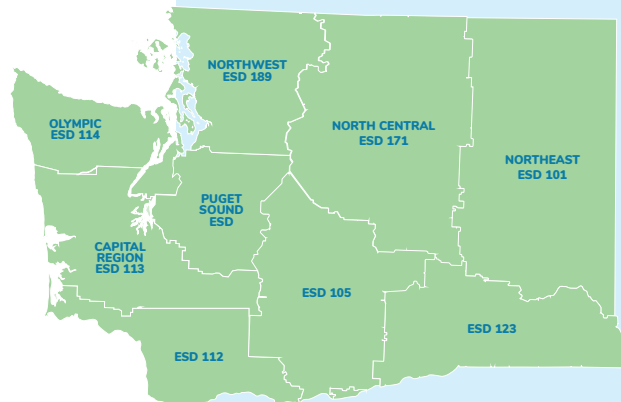 NORTHWEST
ESD 189
OLYMPIC
ESD 114
NORTH CENTRAL
ESD 171
NORTHEAST
ESD 101
PUGET
SOUND
ESD
CAPITAL
REGION
ESD 113
ESD 105
ESD 123
ESD 112